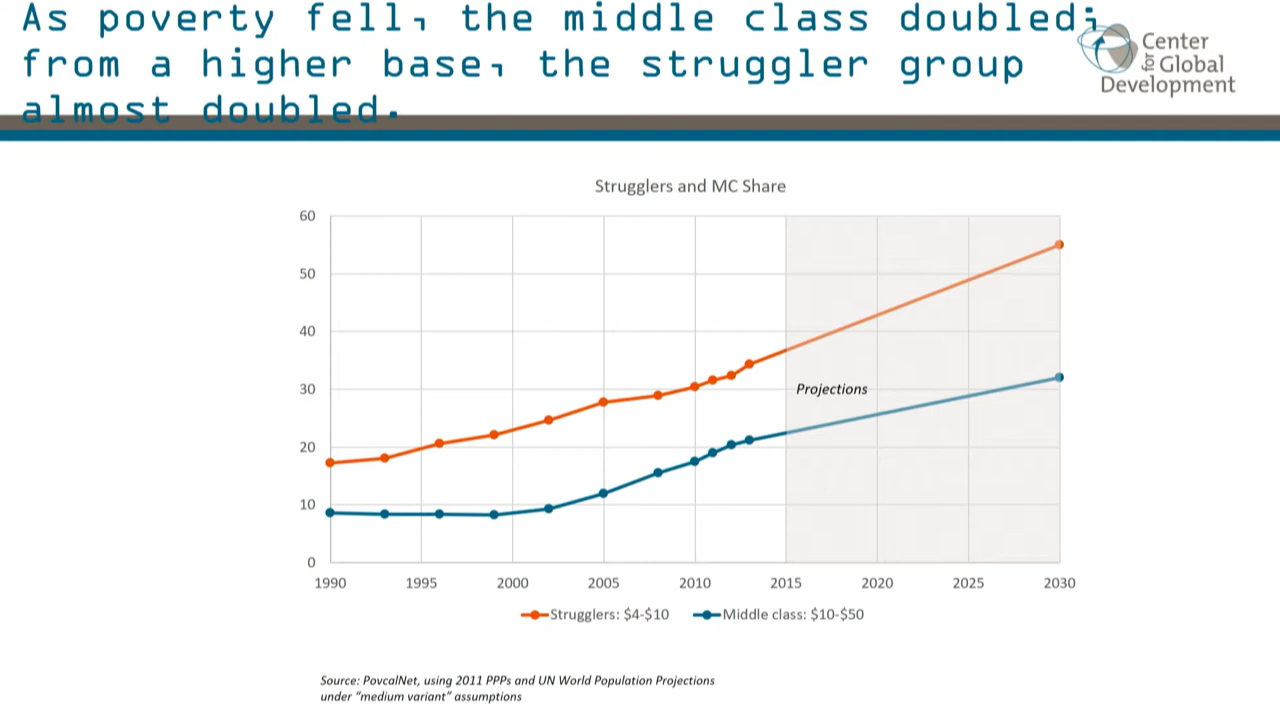 As poverty fell, the middle class doubled;
from a higher base, the struggler group
almost doubled.
Center
for Global
Development
Strugglers and MC Share
60
50
40
30
20
10
0
Projections
1990 1995 2000 2005 2010 2015 2020 2025 2030
Strugglers: $4-$10 Middle class: $10-$50
Source: PovcalNet, using 2011 PPPs and UN World Population Projections
under “medium variant” assumptions